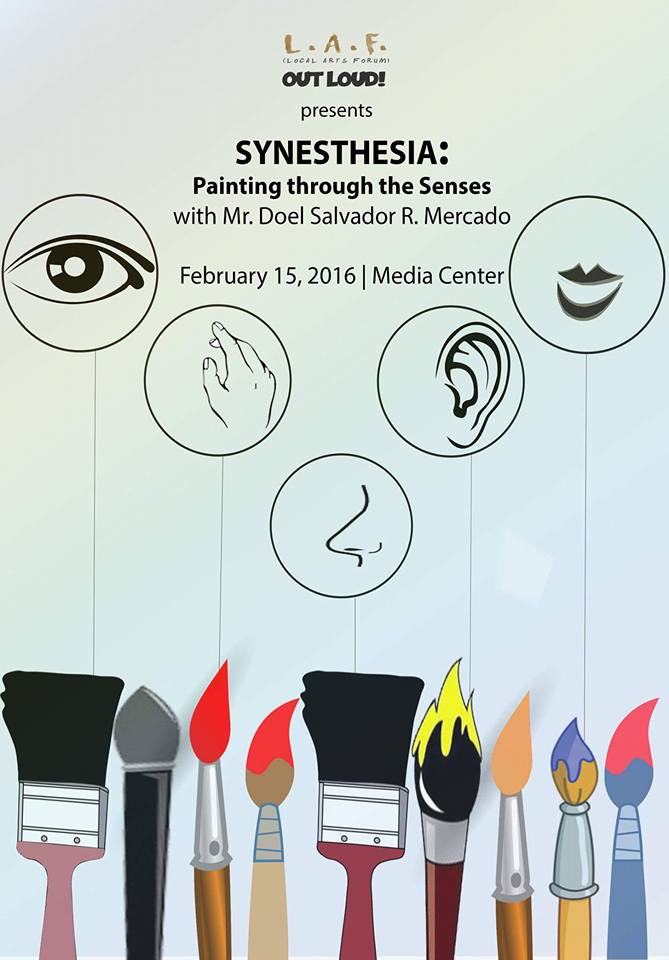 L.A.F.
(LOCAL ARTS FORUM)
OUT LOUD!
presents
SYNESTHESIA:
Painting through the Senses
with Mr. Doel Salvador R. Mercado
February 15, 2016 | Media Center